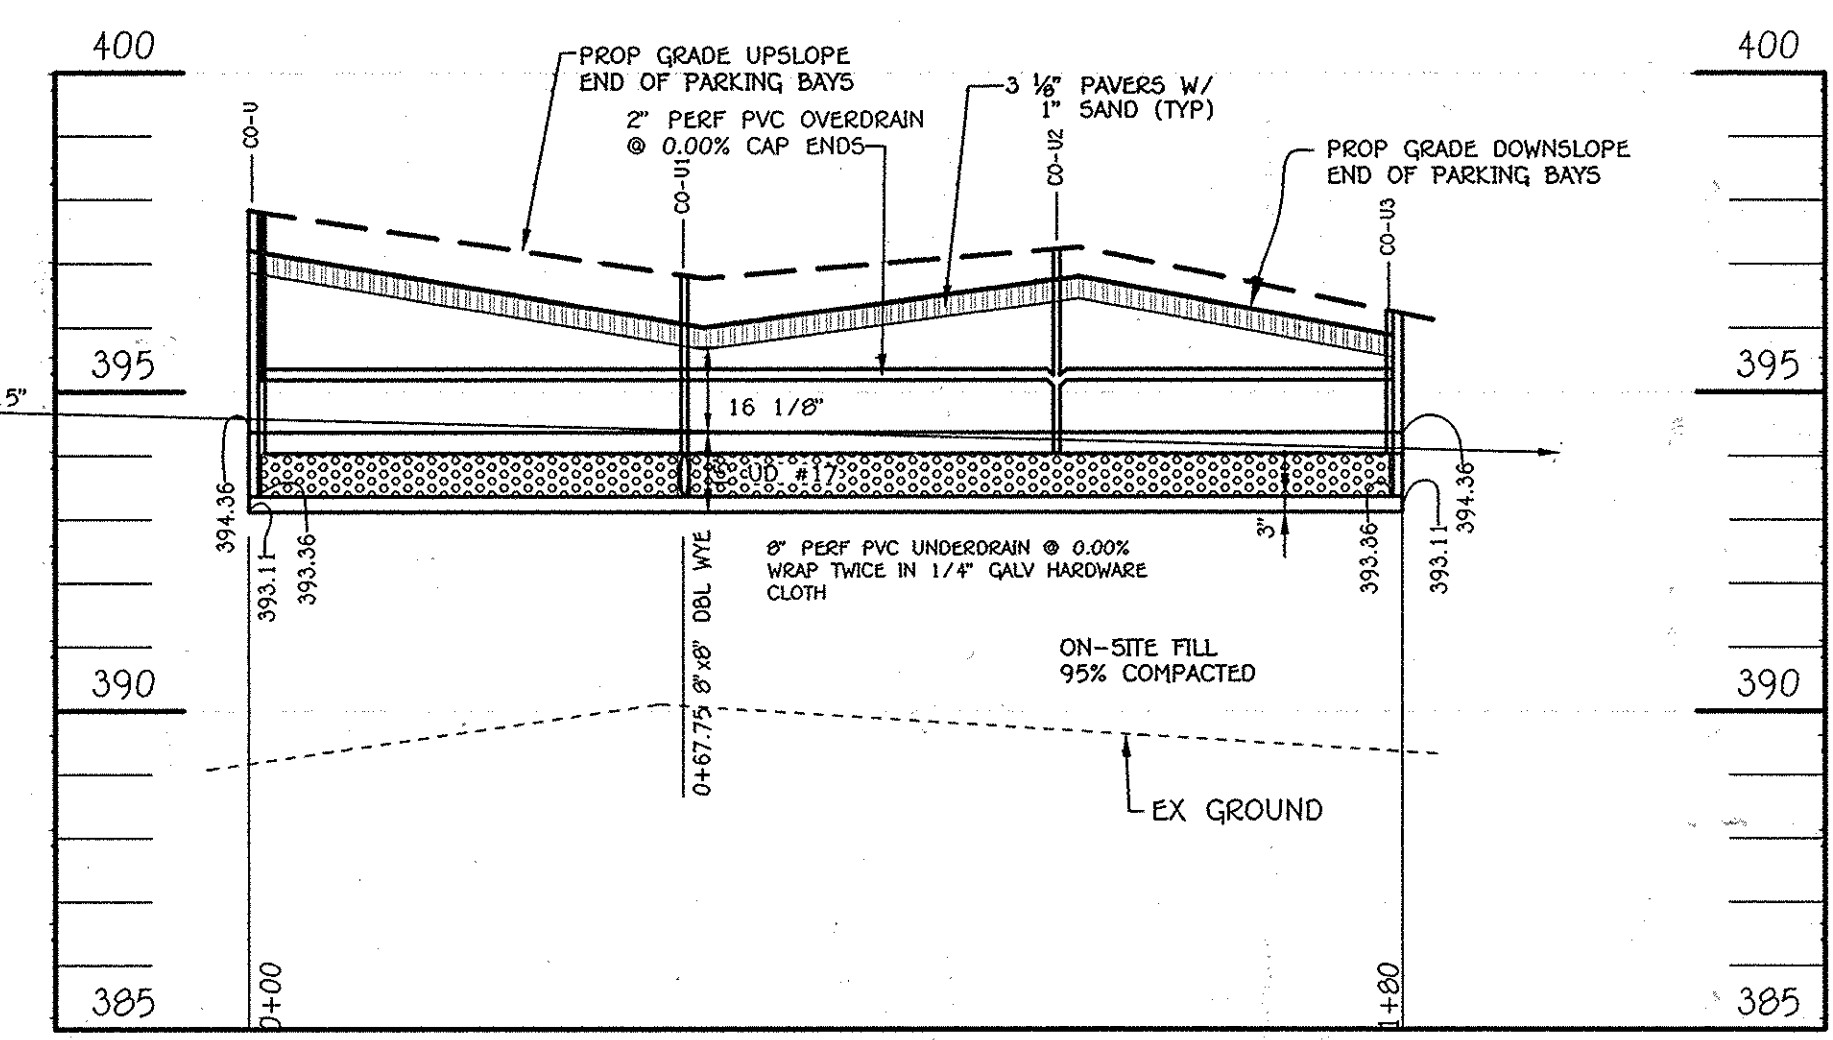 400
400
PROP GRADE UPSLOPE
END OF PARKING BAYS
3 1/8" PAVERS W/
1" SAND (TYP)
2" PERF PVC OVERDRAIN
@ 0.00% CAP ENDS
PROP GRADE DOWNSLOPE
END OF PARKING BAYS
CO-U
CO-U1
CO-U2
CO-U3
395
395
5"
16 1/8"
UD #17
394.36
393.11
393.36
3"
393.36
393.11
394.36
8" PERF PVC UNDERDRAIN @ 0.00%
WRAP TWICE IN 1/4" GALV HARDWARE
CLOTH
0+67.75 8"x8" DBL WYE
ON-SITE FILL
95% COMPACTED
390
390
EX GROUND
385
385
0+00
1+80